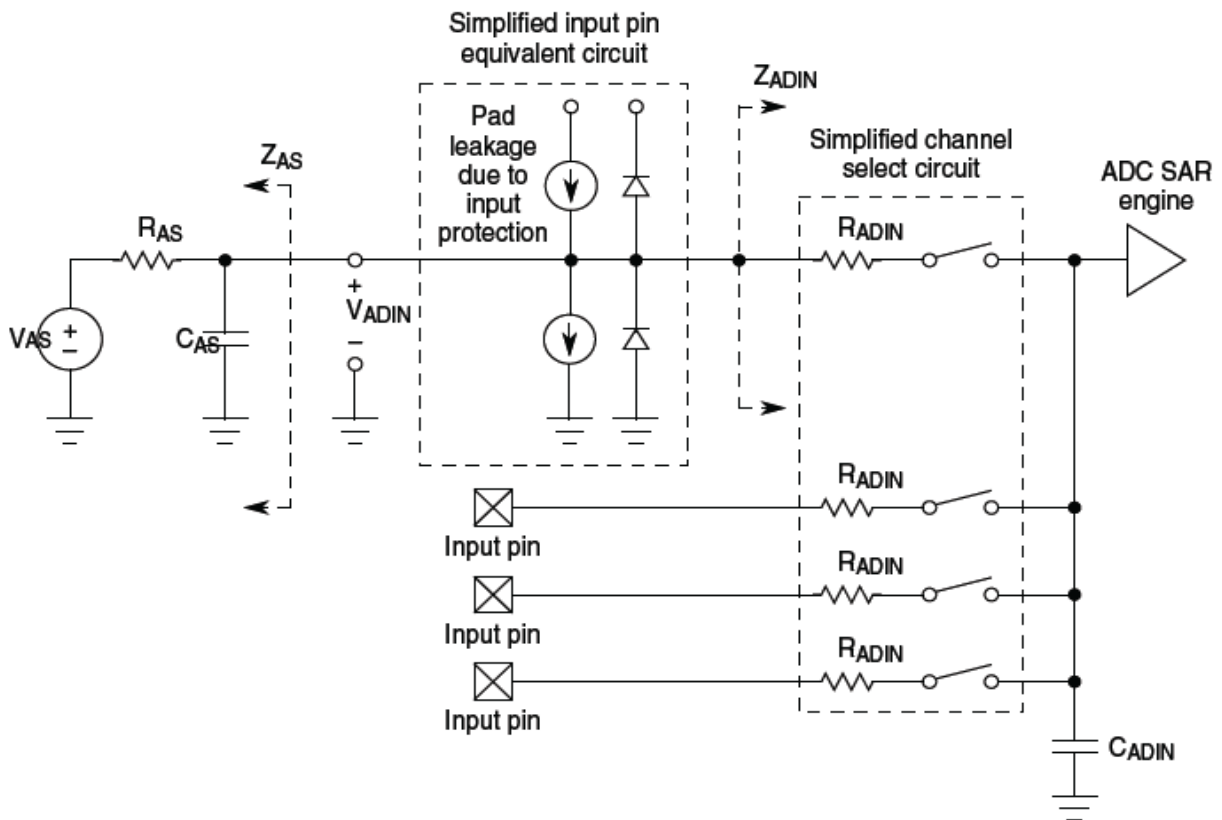 Simplified input pin
equivalent circuit
Pad
leakage
due to
input
protection
ZADIN
Simplified channel
select circuit
ADC SAR
engine
ZAS
RAS
RADIN
+
VADIN
−
VAS
+
−
CAS
RADIN
Input pin
RADIN
Input pin
RADIN
Input pin
CADIN